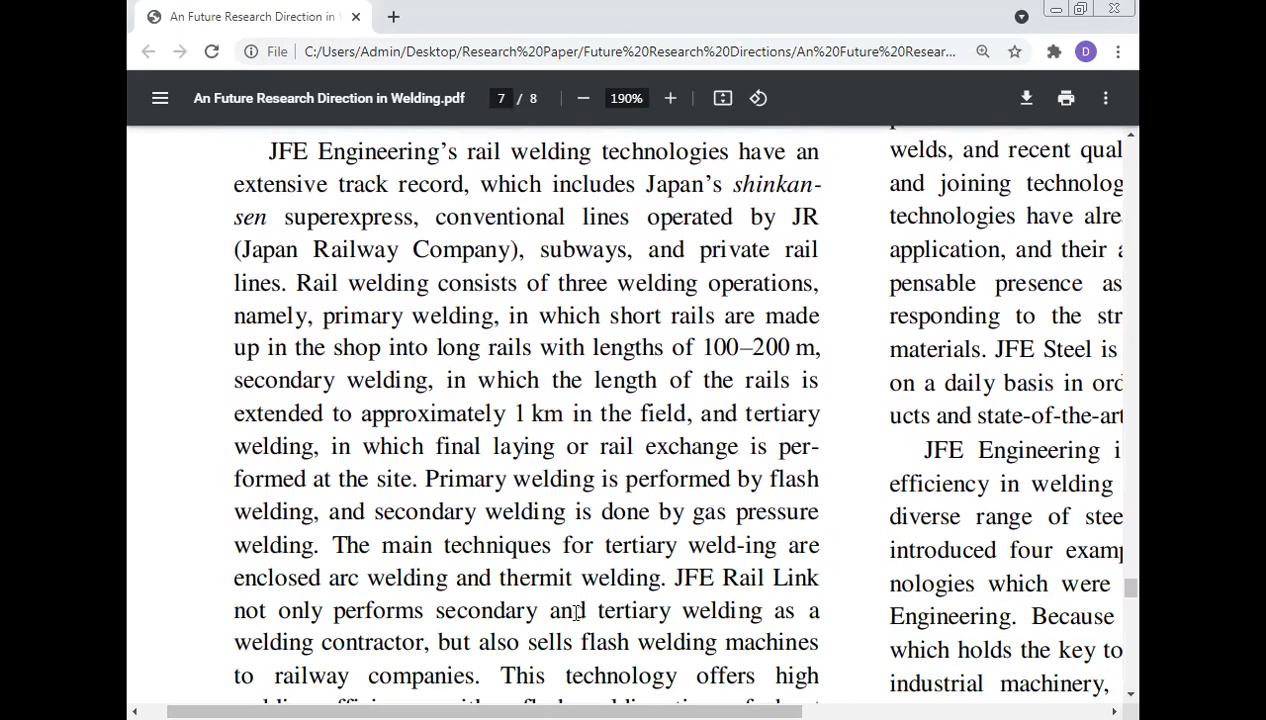 An Future Research Direction in
File
C:/Users/Admin/Desktop/Research%20Paper/Future%20Research%20Directions/An%20Future%20Resear...
D
An Future Research Direction in Welding.pdf
7 / 8
190%
JFE Engineering's rail welding technologies have an
extensive track record, which includes Japan's shinkan-
sen superexpress, conventional lines operated by JR
(Japan Railway Company), subways, and private rail
lines. Rail welding consists of three welding operations,
namely, primary welding, in which short rails are made
up in the shop into long rails with lengths of 100–200 m,
secondary welding, in which the length of the rails is
extended to approximately 1 km in the field, and tertiary
welding, in which final laying or rail exchange is per-
formed at the site. Primary welding is performed by flash
welding, and secondary welding is done by gas pressure
welding. The main techniques for tertiary weld-ing are
enclosed arc welding and thermit welding. JFE Rail Link
not only performs secondary and tertiary welding as a
welding contractor, but also sells flash welding machines
to railway companies. This technology offers high
welds, and recent qual
and joining technolog
technologies have alre
application, and their a
pensable presence as
responding to the str
materials. JFE Steel is
on a daily basis in ord
ucts and state-of-the-art
JFE Engineering i
efficiency in welding
diverse range of stee
introduced four examp
nologies which were
Engineering. Because
which holds the key to
industrial machinery,